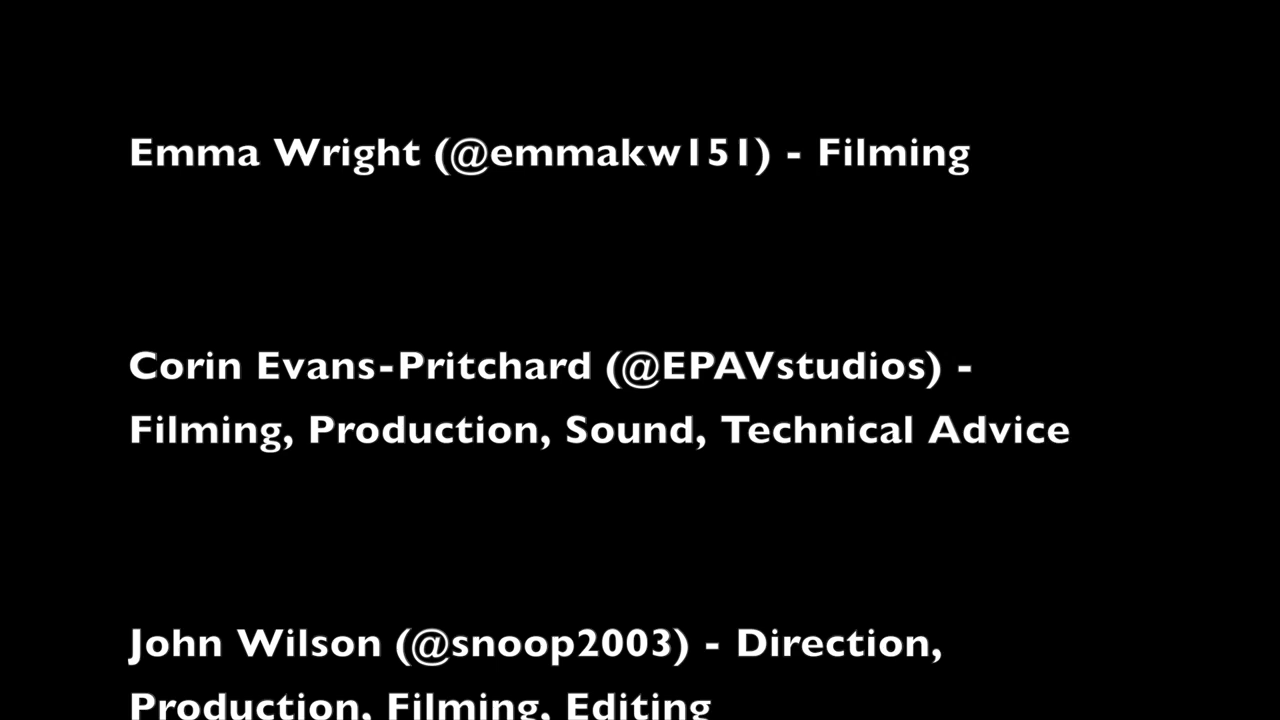 Emma Wright (@emmakw151) - Filming
Corin Evans-Pritchard (@EPAVstudios) -
Filming, Production, Sound, Technical Advice
John Wilson (@snoop2003) - Direction,
Production, Filming, Editing